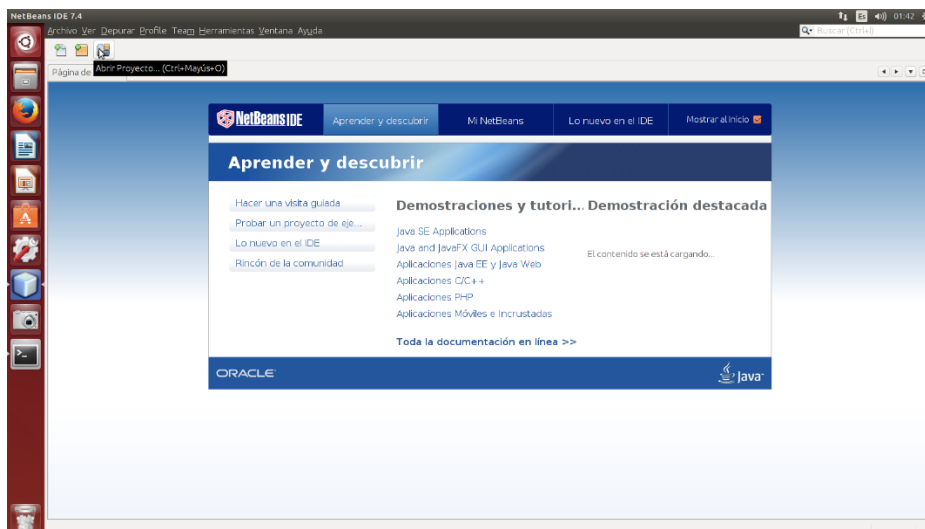 NetBeans IDE 7.4
Es 01:42
Archivo Ver Depurar Profile Team Herramientas Ventana Ayuda
Buscar (Ctrl+I)
Abrir Proyecto... (Ctrl+Mayús+O)
Página de
NetBeans IDE
Aprender y descubrir
Mi NetBeans
Lo nuevo en el IDE
Mostrar al Inicio
Aprender y descubrir
Hacer una visita guiada
Probar un proyecto de eje...
Lo nuevo en el IDE
Rincón de la comunidad
Demostraciones y tutori...
Java SE Applications
Java and JavaFX GUI Applications
Aplicaciones Java EE y Java Web
Aplicaciones C/C++
Aplicaciones PHP
Aplicaciones Móviles e Incrustadas
Toda la documentación en línea >>
Demostración destacada
El contenido se está cargando...
ORACLE
Java